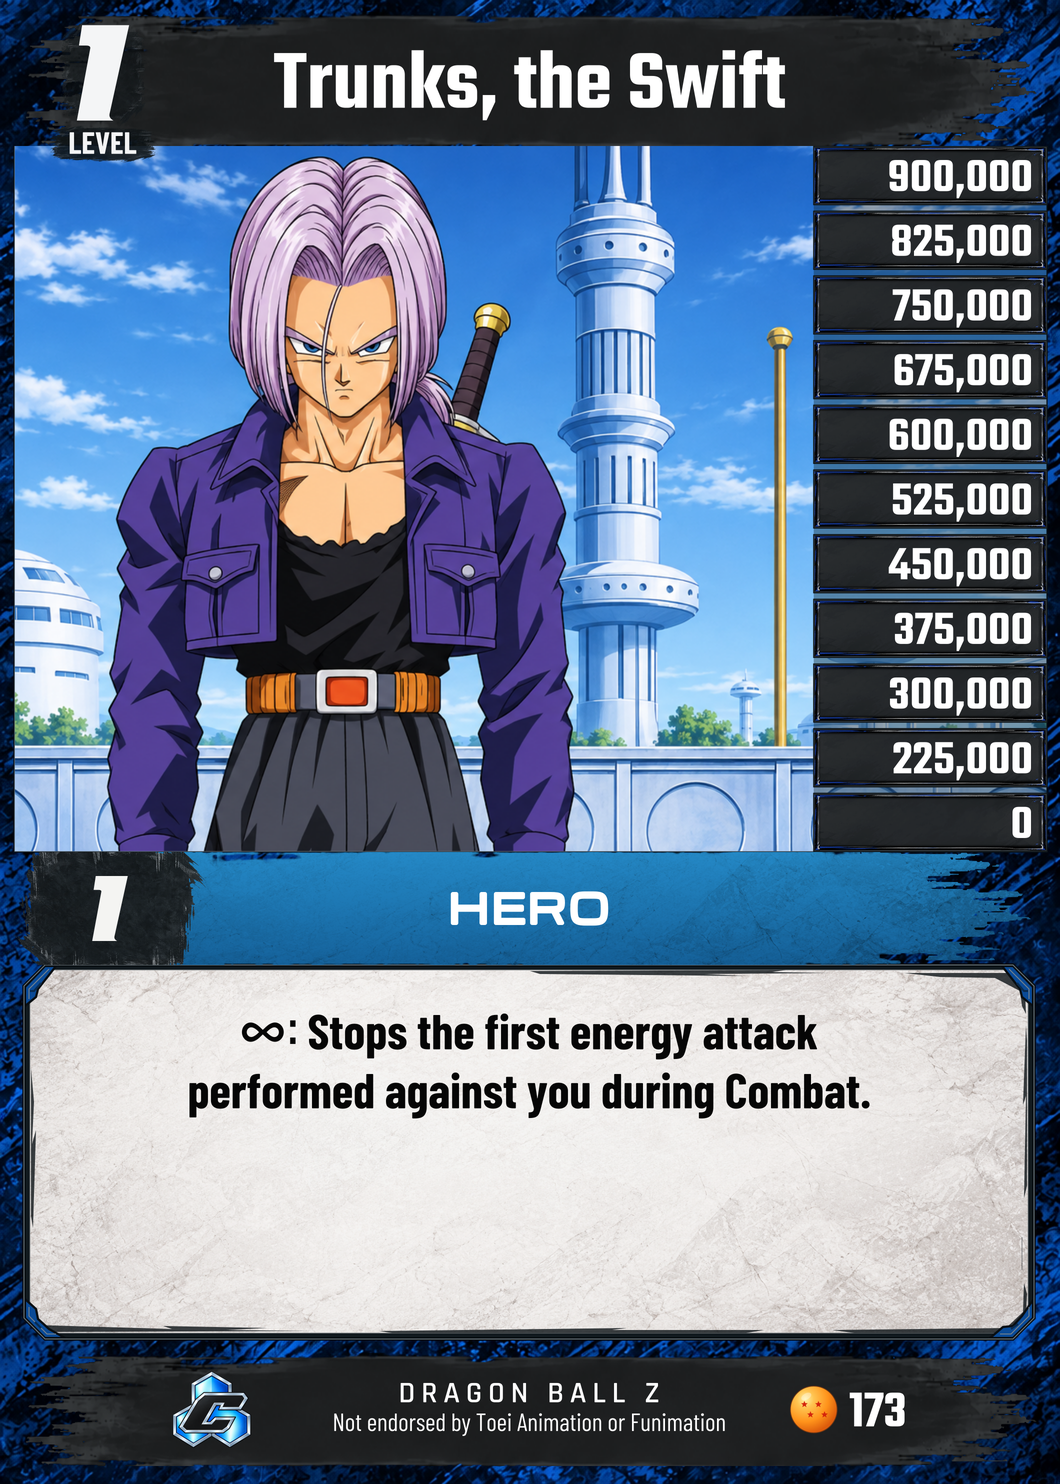 1
LEVEL
Trunks, the Swift
900,000
825,000
750,000
675,000
600,000
525,000
450,000
375,000
300,000
225,000
0
1
HERO
∞: Stops the first energy attack
performed against you during Combat.
G
DRAGON BALL Z
Not endorsed by Toei Animation or Funimation
173